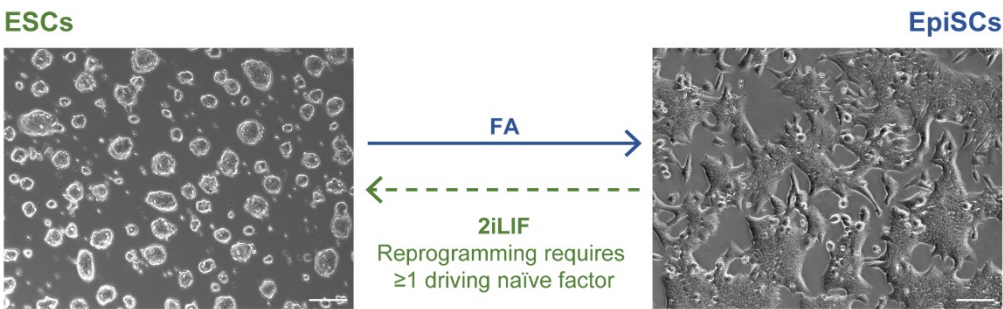 ESCs
EpiSCs
FA
2iLIF
Reprogramming requires
≥1 driving naïve factor